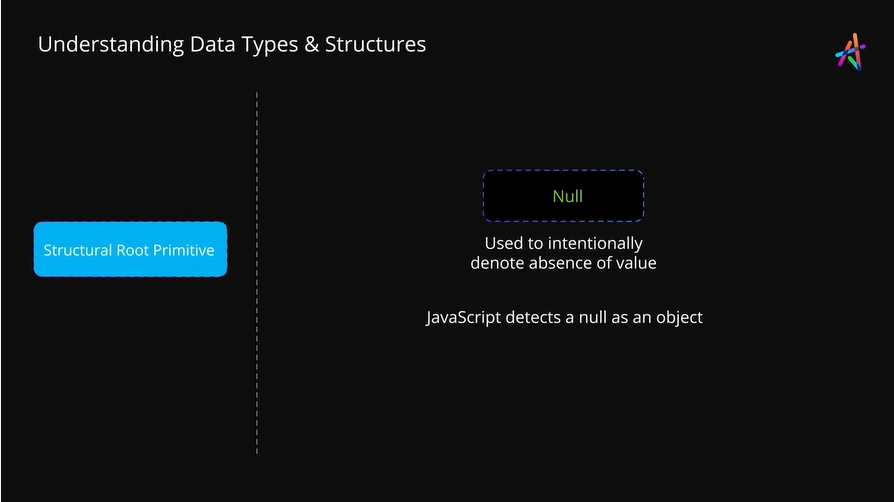 Understanding Data Types & Structures
Structural Root Primitive
Null
Used to intentionally
denote absence of value
JavaScript detects a null as an object